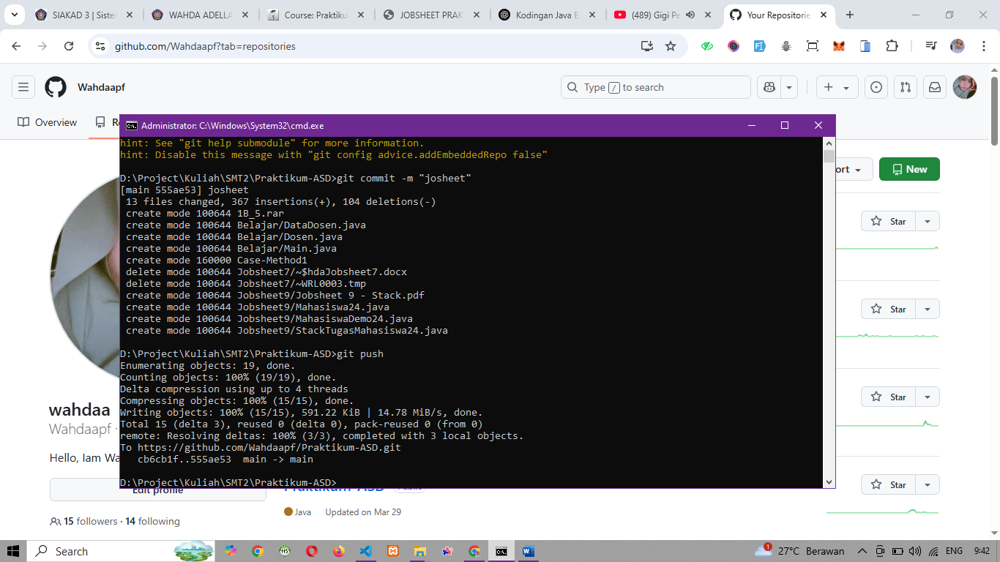 SIAKAD 3 | Sister
WAHDA ADELLA
Course: Praktiku
JOBSHEET PRAK
Kodingan Java E
(489) Gigi Pe
Your Repositorie
github.com/Wahdaapf?tab=repositories
Wahdaapf
Type / to search
Overview
Administrator: C:\Windows\System32\cmd.exe
hint: See "git help submodule" for more information.
hint: Disable this message with "git config advice.addEmbeddedRepo false"
D:\Project\Kuliah\SMT2\Praktikum-ASD>git commit -m "josheet"
[main 555ae53] josheet
13 files changed, 367 insertions(+), 104 deletions(-)
create mode 100644 1B_5.rar
create mode 100644 Belajar/DataDosen.java
create mode 100644 Belajar/Dosen.java
create mode 100644 Belajar/Main.java
create mode 160000 Case-Method1
delete mode 100644 Jobsheet7/~$hdaJobsheet7.docx
delete mode 100644 Jobsheet7/~WRL0003.tmp
create mode 100644 Jobsheet9/Jobsheet 9 - Stack.pdf
create mode 100644 Jobsheet9/Mahasiswa24.java
create mode 100644 Jobsheet9/MahasiswaDemo24.java
create mode 100644 Jobsheet9/StackTugasMahasiswa24.java
D:\Project\Kuliah\SMT2\Praktikum-ASD>git push
Enumerating objects: 19, done.
Counting objects: 100% (19/19), done.
Delta compression using up to 4 threads
Compressing objects: 100% (15/15), done.
Writing objects: 100% (15/15), 591.22 KiB | 14.78 MiB/s, done.
Total 15 (delta 3), reused 0 (delta 0), pack-reused 0 (from 0)
remote: Resolving deltas: 100% (3/3), completed with 3 local objects.
To https://github.com/Wahdaapf/Praktikum-ASD.git
cb6cb1f..555ae53  main -> main
D:\Project\Kuliah\SMT2\Praktikum-ASD>
ort
New
Star
Star
Star
Star
wahdaa
Wahdaapf ·
Hello, Iam Wa
Edit profile
15 followers · 14 following
Praktikum-ASD
Public
Java
Updated on Mar 29
Search
1
27°C Berawan
ENG
9:42